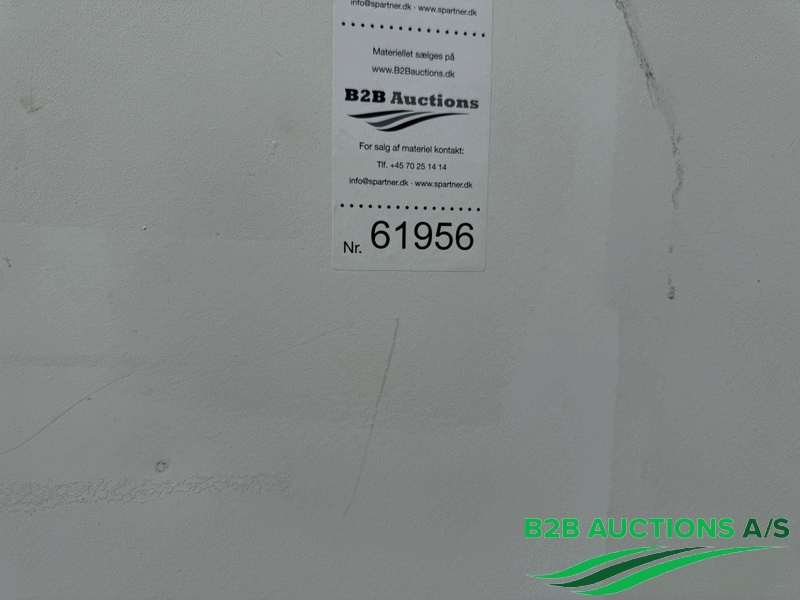 info@spartner.dk · www.spartner.dk
Materiellet sælges på
www.B2Bauctions.dk
B2B Auctions
For salg af materiel kontakt:
Tlf. +45 70 25 14 14
info@spartner.dk · www.spartner.dk
Nr. 61956
B2B AUCTIONS A/S